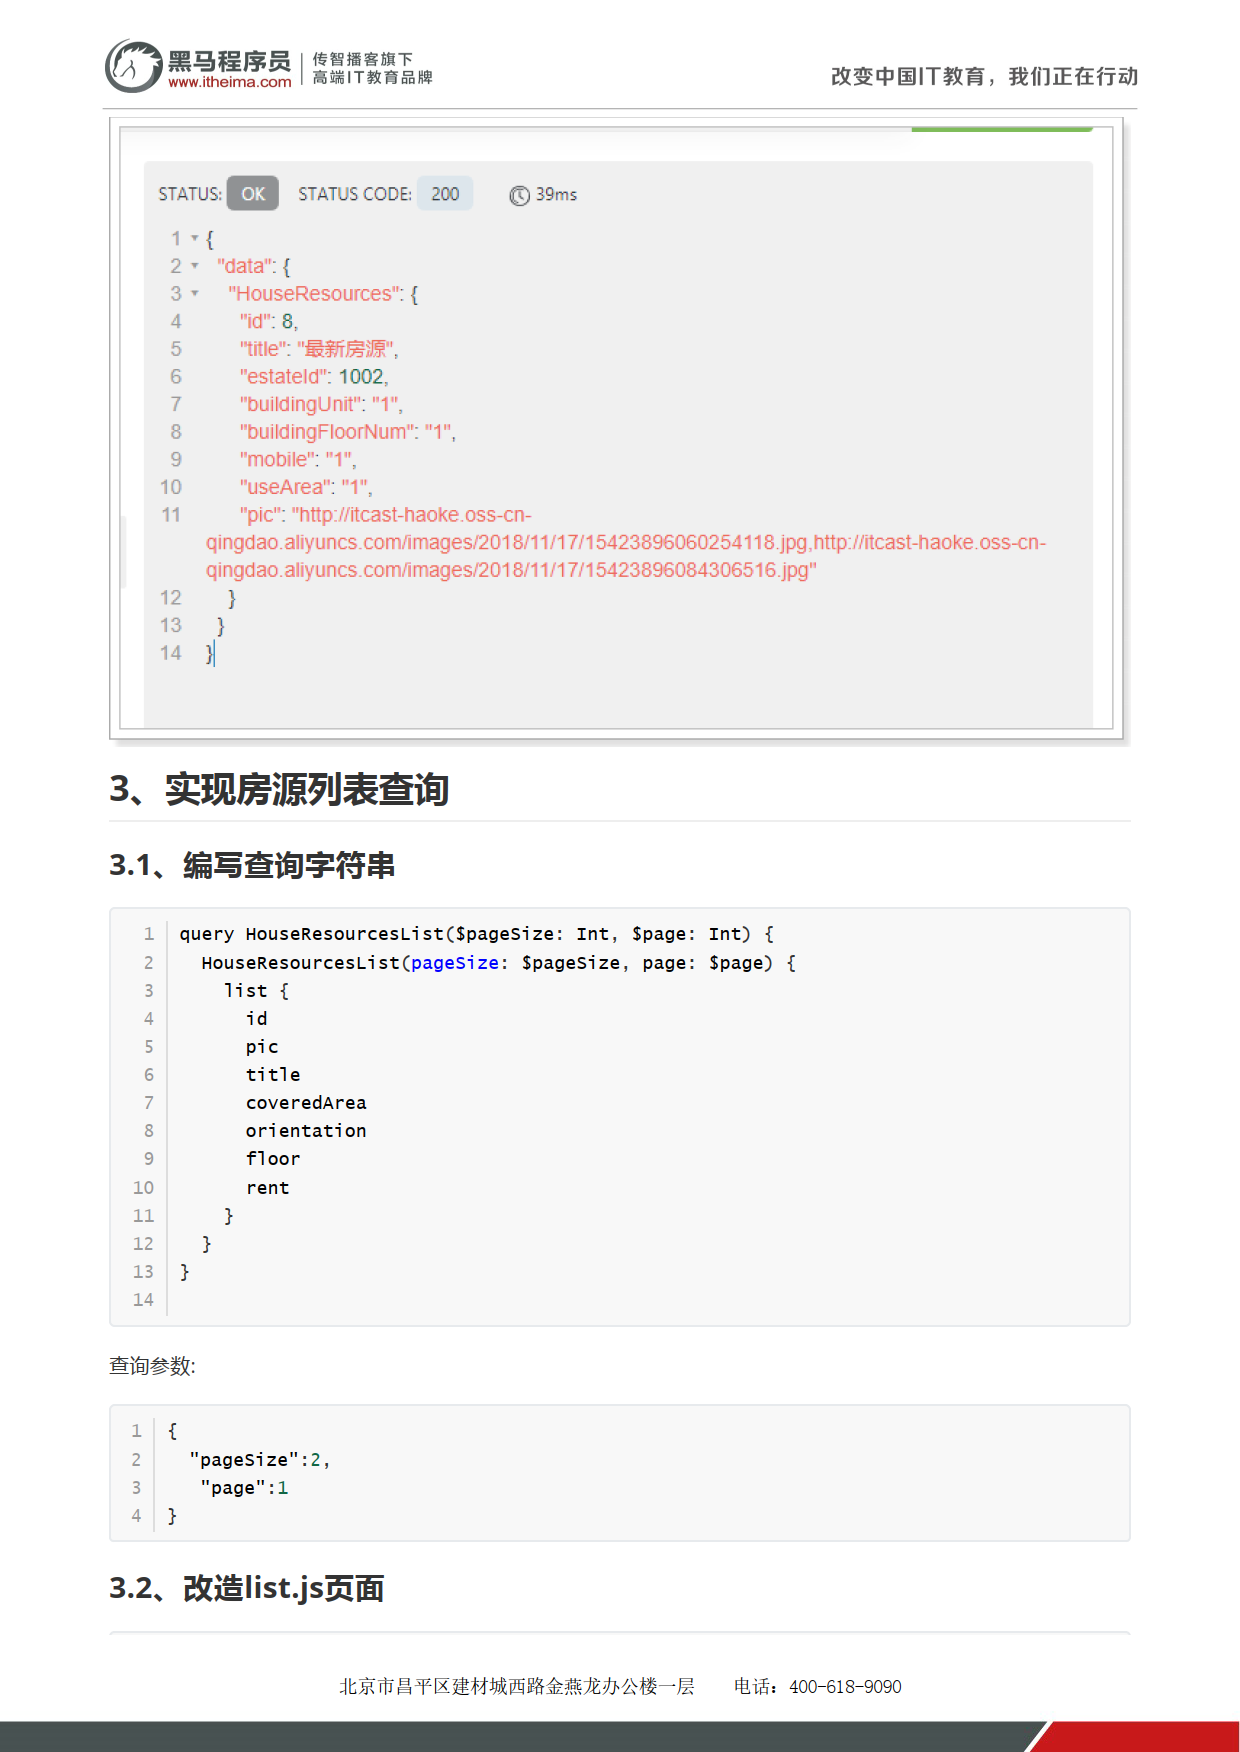 黑马程序员
www.itheima.com
传智播客旗下
高端IT教育品牌
改变中国IT教育，我们正在行动
STATUS: OK STATUS CODE: 200 39ms
1 {
2 "data": {
3 "HouseResources": {
4 "id": 8,
5 "title": "最新房源",
6 "estateId": 1002,
7 "buildingUnit": "1",
8 "buildingFloorNum": "1",
9 "mobile": "1",
10 "useArea": "1",
11 "pic": "http://itcast-haoke.oss-cn-
qingdao.aliyuncs.com/images/2018/11/17/15423896060254118.jpg,http://itcast-haoke.oss-cn-
qingdao.aliyuncs.com/images/2018/11/17/15423896084306516.jpg"
12 }
13 }
14 }
3、实现房源列表查询
3.1、编写查询字符串
1 query HouseResourcesList($pageSize: Int, $page: Int) {
2 HouseResourcesList(pageSize: $pageSize, page: $page) {
3 list {
4 id
5 pic
6 title
7 coveredArea
8 orientation
9 floor
10 rent
11 }
12 }
13 }
14
查询参数:
1 {
2 "pageSize":2,
3 "page":1
4 }
3.2、改造list.js页面
北京市昌平区建材城西路金燕龙办公楼一层 电话：400-618-9090